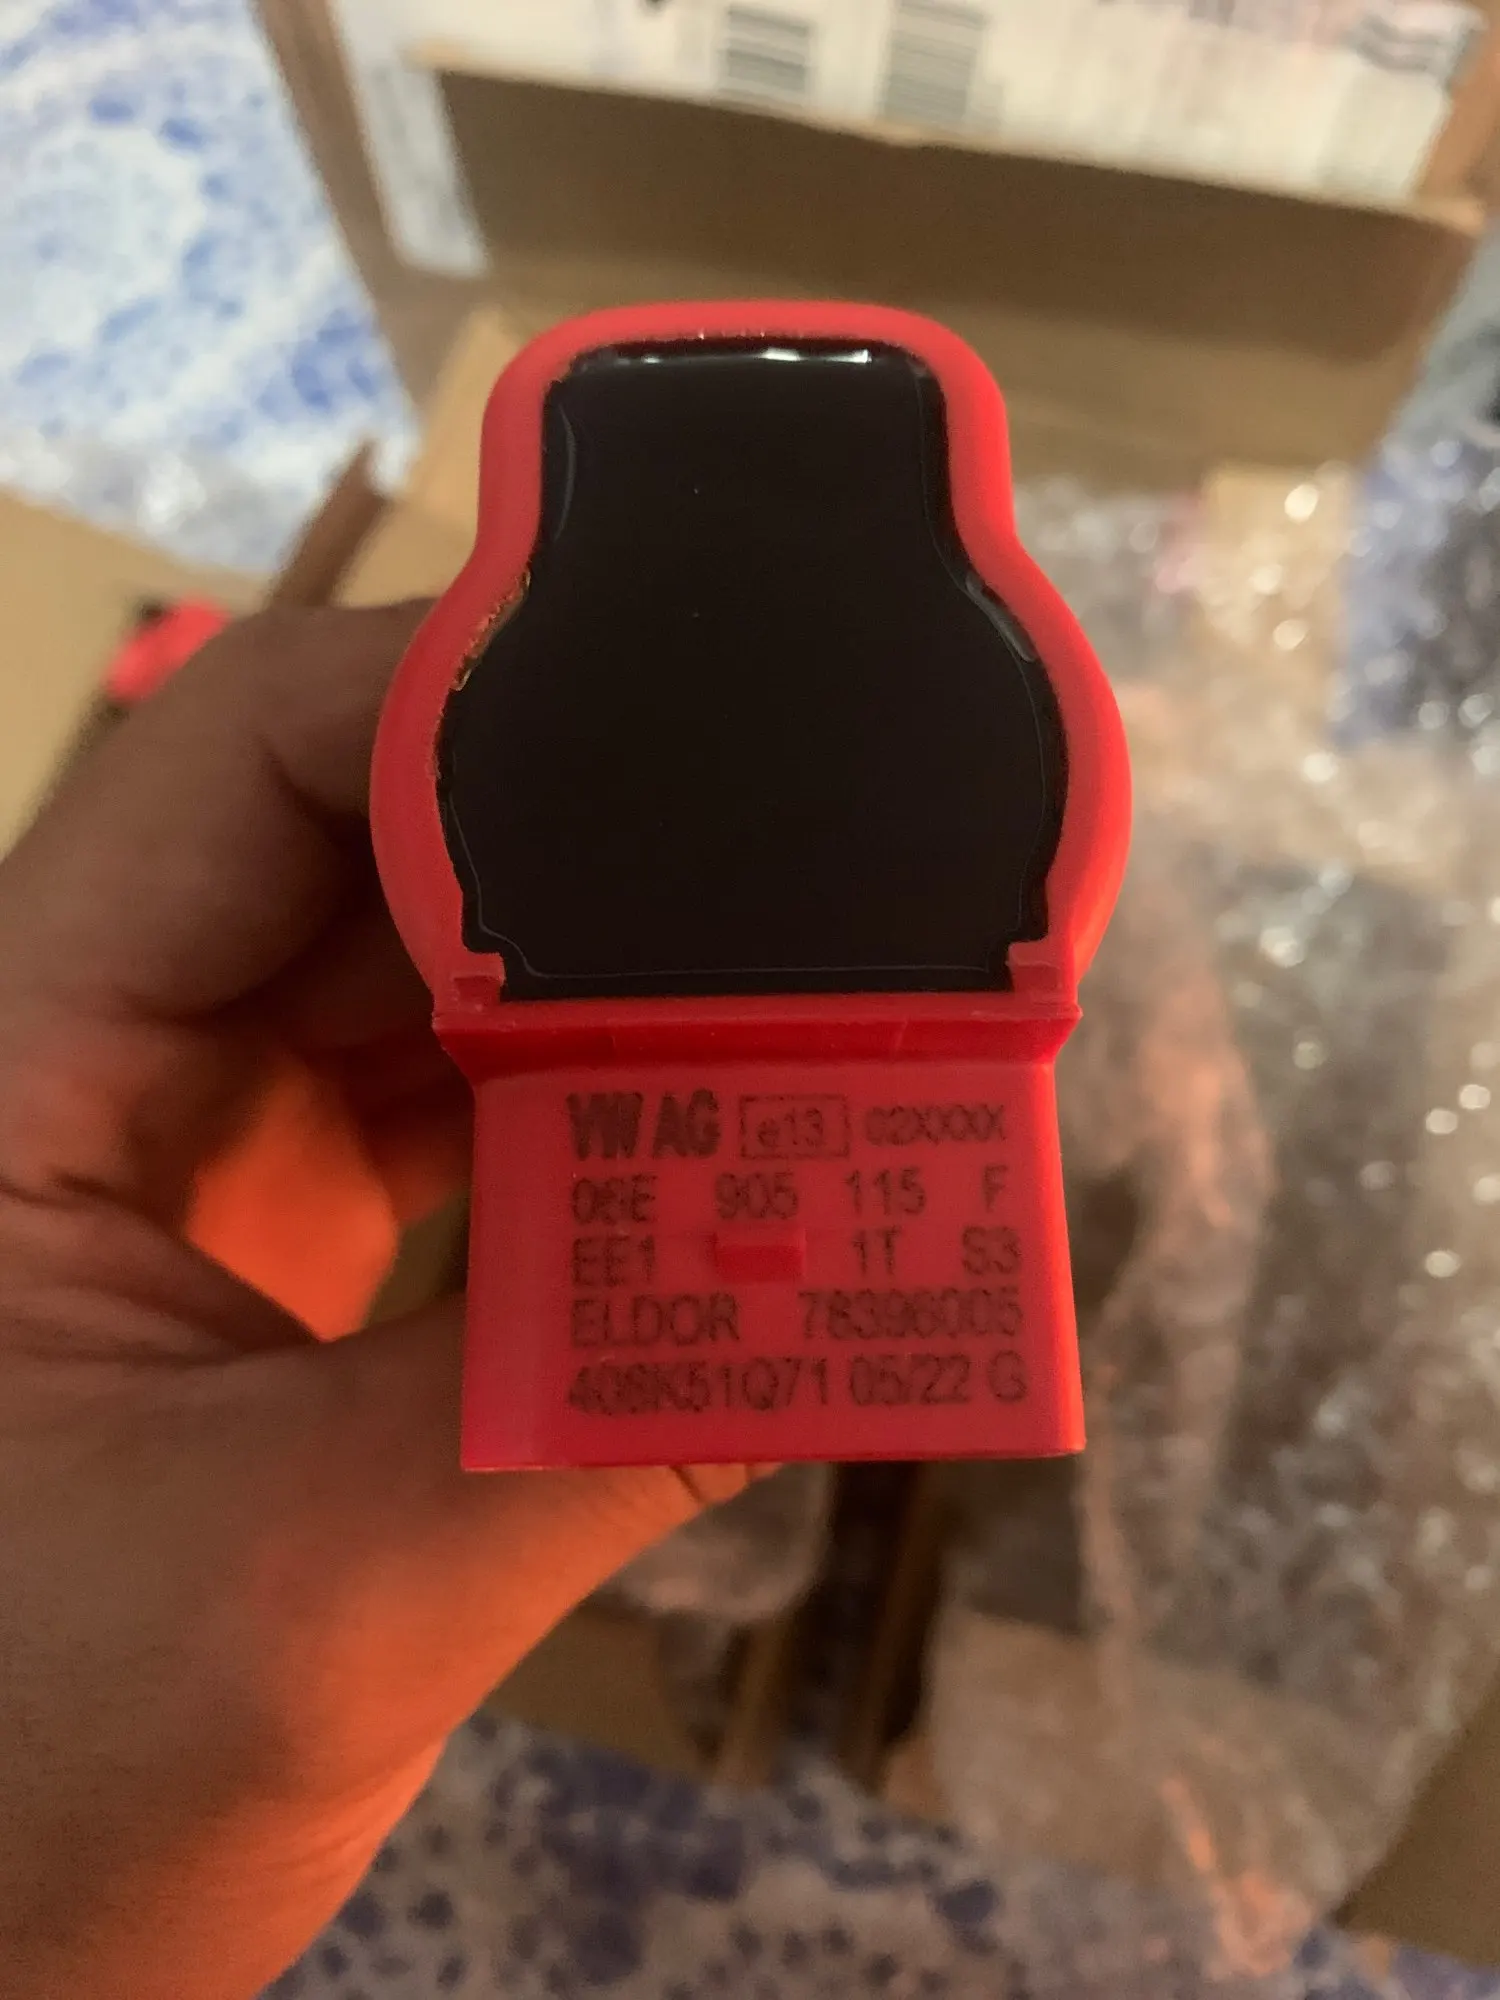 VW AG e13 02XXXX
06E 905 115 F
EE1 1T S3
ELDOR 78396005
408K51Q71 05/22 G